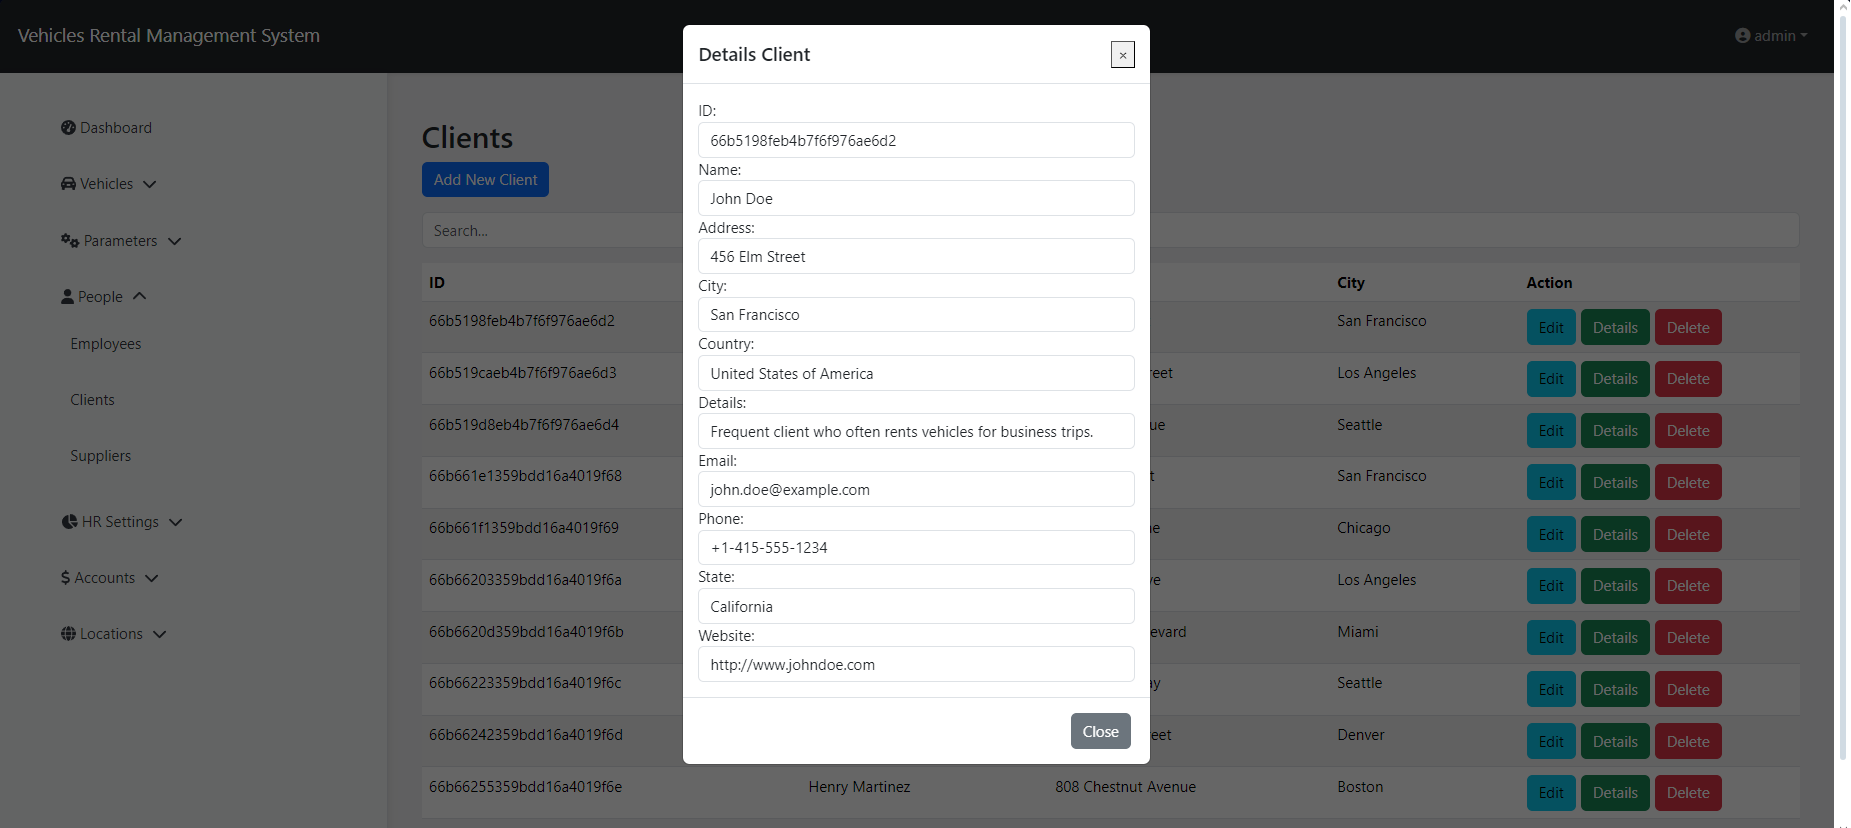 Vehicles Rental Management System
admin
Details Client
×
Dashboard
Vehicles
Parameters
People
Employees
Clients
Suppliers
HR Settings
$ Accounts
Locations
Clients
Add New Client
Search...
ID City Action
66b5198feb4b7f6f976ae6d2 San Francisco Edit Details Delete
66b519caeb4b7f6f976ae6d3 Los Angeles Edit Details Delete
66b519d8eb4b7f6f976ae6d4 Seattle Edit Details Delete
66b661e1359bdd16a4019f68 San Francisco Edit Details Delete
66b661f1359bdd16a4019f69 Chicago Edit Details Delete
66b66203359bdd16a4019f6a Los Angeles Edit Details Delete
66b6620d359bdd16a4019f6b Miami Edit Details Delete
66b66223359bdd16a4019f6c Seattle Edit Details Delete
66b66242359bdd16a4019f6d Denver Edit Details Delete
66b66255359bdd16a4019f6e Henry Martinez 808 Chestnut Avenue Boston Edit Details Delete
ID:
66b5198feb4b7f6f976ae6d2
Name:
John Doe
Address:
456 Elm Street
City:
San Francisco
Country:
United States of America
Details:
Frequent client who often rents vehicles for business trips.
Email:
john.doe@example.com
Phone:
+1-415-555-1234
State:
California
Website:
http://www.johndoe.com
Close